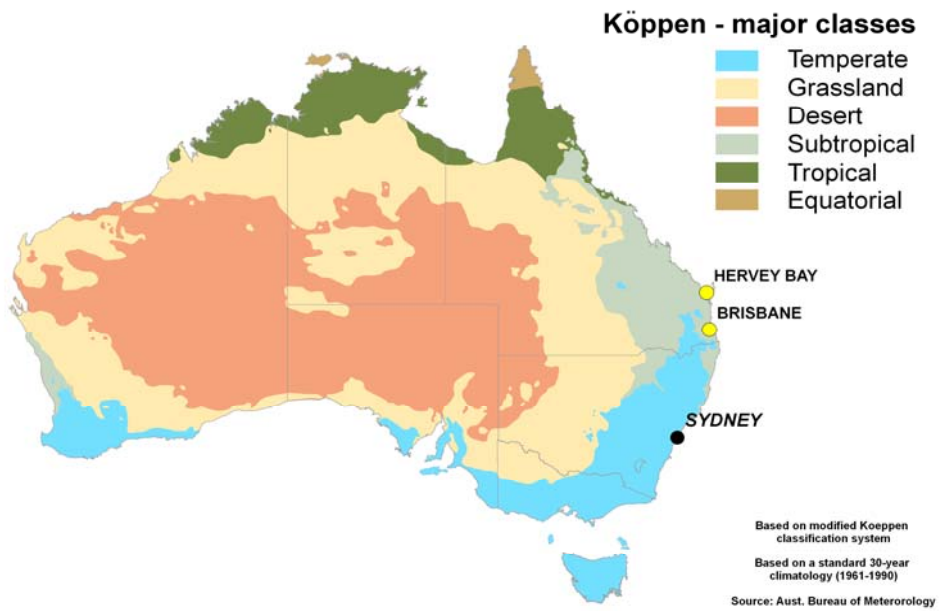 Köppen - major classes
Temperate
Grassland
Desert
Subtropical
Tropical
Equatorial
HERVEY BAY
BRISBANE
SYDNEY
Based on modified Koeppen
classification system
Based on a standard 30-year
climatology (1961-1990)
Source: Aust. Bureau of Meterorology